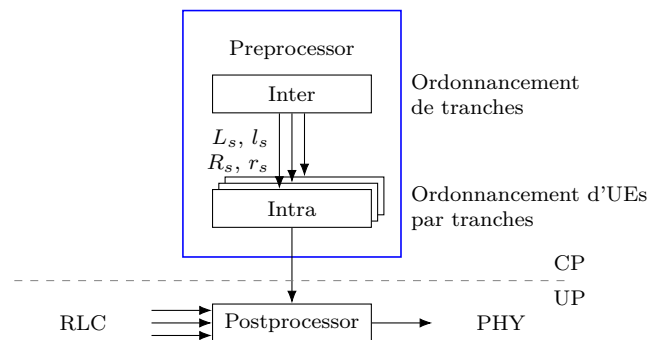 Preprocessor
Inter
Ordonnancement
de tranches
L_s, l_s
R_s, r_s
Ordonnancement d'UEs
par tranches
Intra
CP
UP
RLC
Postprocessor
PHY